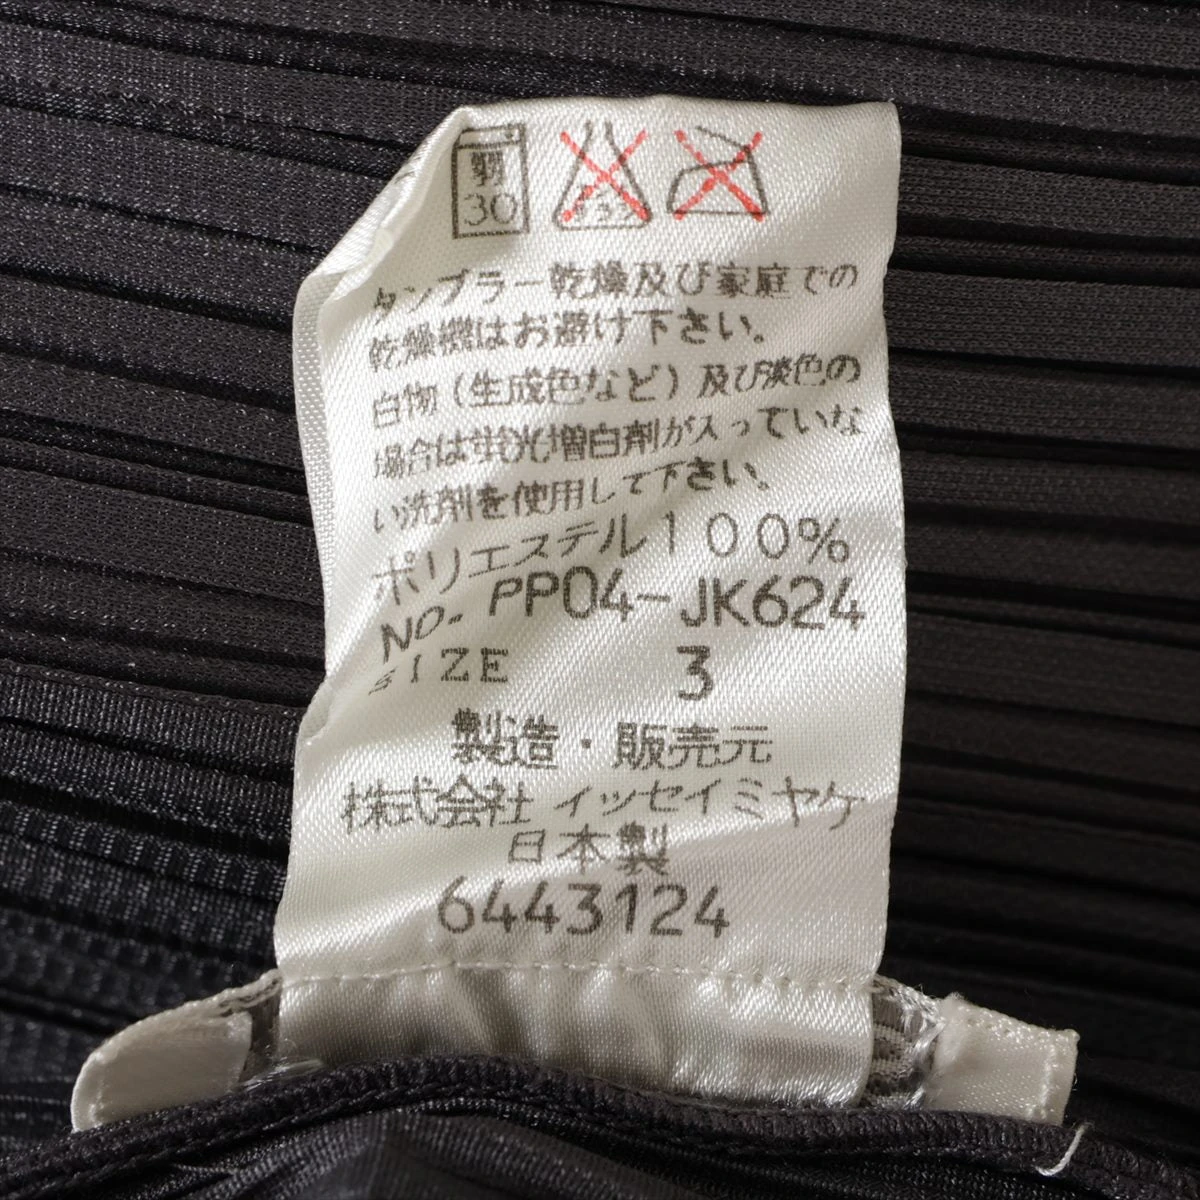 弱
30
エンソ
タンブラー乾燥及び家庭での
乾燥機はお避け下さい。
白物(生成色など)及び淡色の
場合は蛍光増白剤が入っていな
い洗剤を使用して下さい。
ポリエステル100%
NO. PP04-JK624
SIZE 3
製造・販売元
株式会社イッセイミヤケ
日本製
6443124